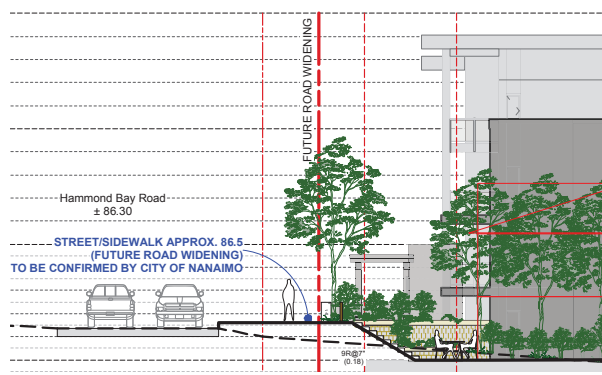 FUTURE ROAD WIDENING
Hammond Bay Road
± 86.30
STREET/SIDEWALK APPROX. 86.5
(FUTURE ROAD WIDENING)
TO BE CONFIRMED BY CITY OF NANAIMO
9R@7"
(0.18)